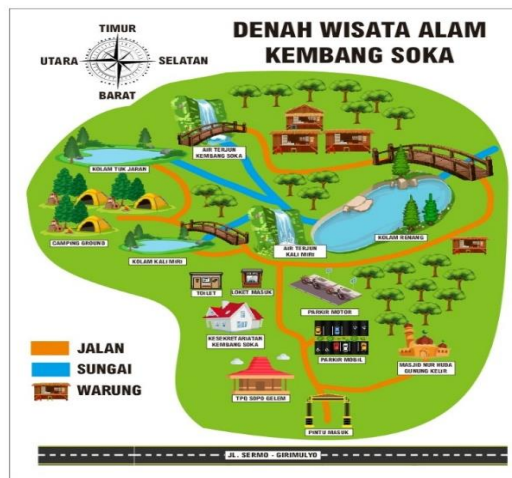 DENAH WISATA ALAM
KEMBANG SOKA
TIMUR
UTARA
SELATAN
BARAT
AIR TERJUN
KEMBANG SOKA
KOLAM TUK JARAN
CAMPING GROUND
KOLAM KALI MIRI
AIR TERJUN
KALI MIRI
KOLAM RENANG
TOILET
LOKET MASUK
PARKIR MOTOR
KESEKRETARIATAN
KEMBANG SOKA
PARKIR MOBIL
MASJID NUR HUDA
GUNUNG KELIR
TPQ SDPD GELEM
PINTU MASUK
JALAN
SUNGAI
WARUNG
JL. SERMO - GIRIMULYO